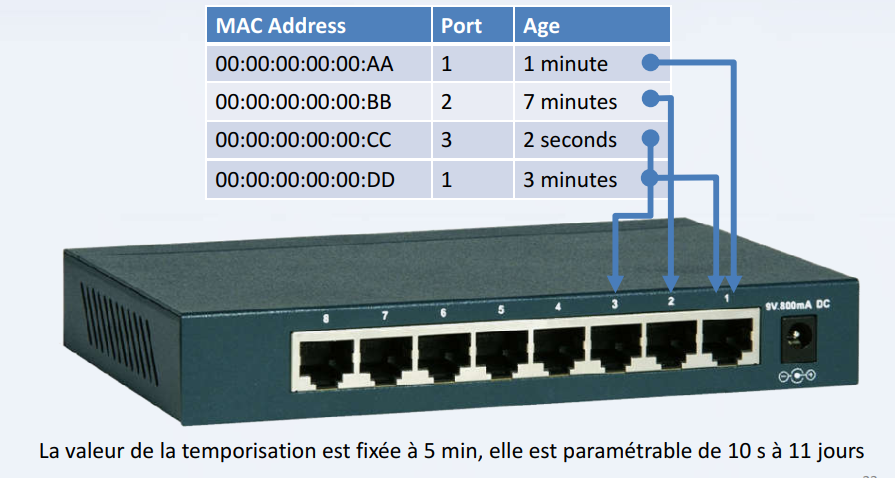 MAC Address Port Age
00:00:00:00:00:AA 1 1 minute
00:00:00:00:00:BB 2 7 minutes
00:00:00:00:00:CC 3 2 seconds
00:00:00:00:00:DD 1 3 minutes
8 7 6 5 4 3 2 1 9V.800mA DC
La valeur de la temporisation est fixée à 5 min, elle est paramétrable de 10 s à 11 jours